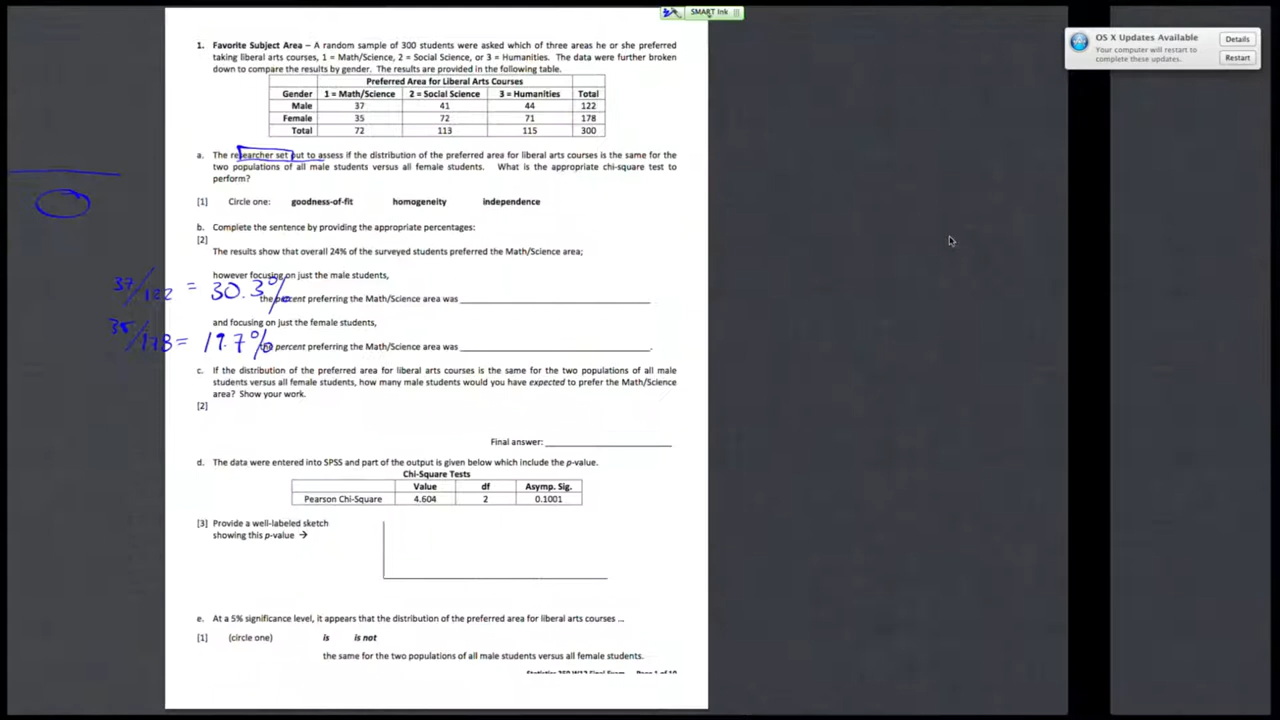 SMART Ink
OS X Updates Available
Your computer will restart to complete these updates.
Details
Restart
1. Favorite Subject Area – A random sample of 300 students were asked which of three areas he or she preferred
taking liberal arts courses, 1 = Math/Science, 2 = Social Science, or 3 = Humanities. The data were further broken
down to compare the results by gender. The results are provided in the following table.
Preferred Area for Liberal Arts Courses
Gender 1 = Math/Science 2 = Social Science 3 = Humanities Total
Male 37 41 44 122
Female 35 72 71 178
Total 72 113 115 300
a. The researcher set out to assess if the distribution of the preferred area for liberal arts courses is the same for the
two populations of all male students versus all female students. What is the appropriate chi-square test to
perform?
[1] Circle one: goodness-of-fit homogeneity independence
b. Complete the sentence by providing the appropriate percentages:
[2]
The results show that overall 24% of the surveyed students preferred the Math/Science area;
however focusing on just the male students,
37/122 = 30.3%
the percent preferring the Math/Science area was
and focusing on just the female students,
35/178 = 19.7%
the percent preferring the Math/Science area was .
c. If the distribution of the preferred area for liberal arts courses is the same for the two populations of all male
students versus all female students, how many male students would you have expected to prefer the Math/Science
area? Show your work.
[2]
Final answer:
d. The data were entered into SPSS and part of the output is given below which include the p-value.
Chi-Square Tests
Value df Asymp. Sig.
Pearson Chi-Square 4.604 2 0.1001
[3] Provide a well-labeled sketch
showing this p-value →
e. At a 5% significance level, it appears that the distribution of the preferred area for liberal arts courses ...
[1] (circle one) is is not
the same for the two populations of all male students versus all female students.
Statistics 250 W12 Final Exam Page 1 of 10